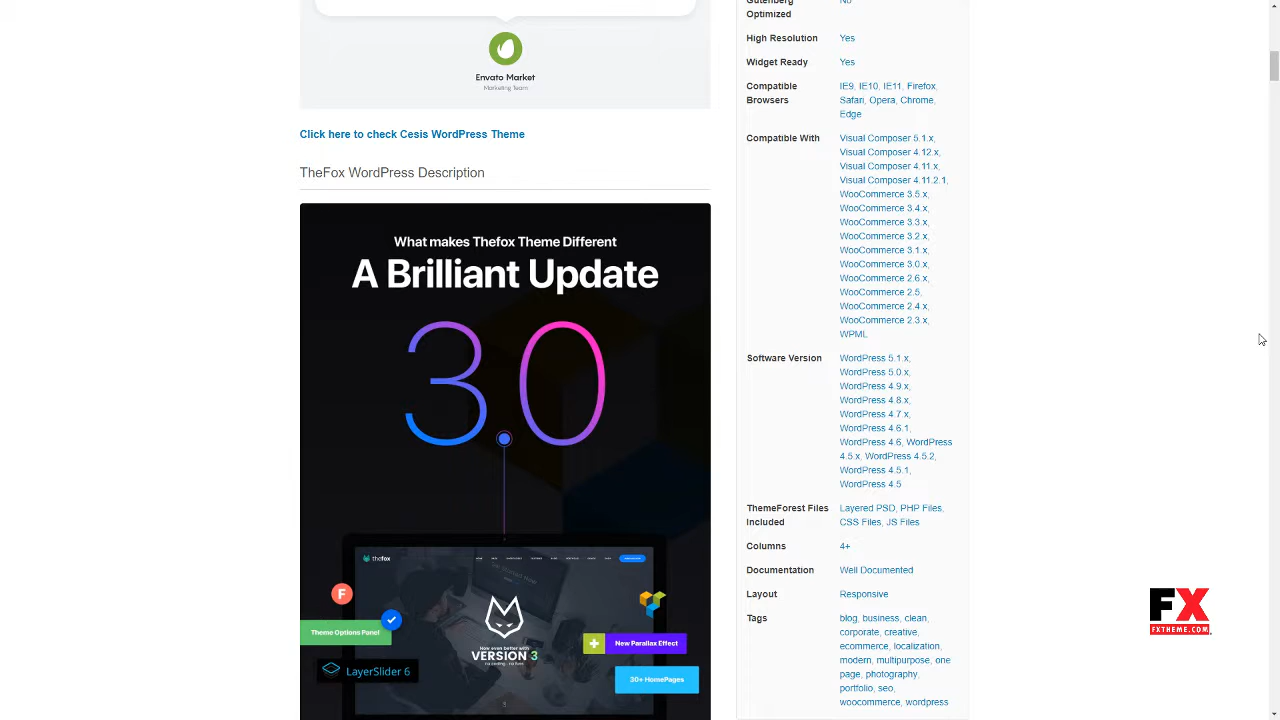 Envato Market
Marketing Team
Click here to check Cesis WordPress Theme
TheFox WordPress Description
What makes Thefox Theme Different
A Brilliant Update
3.0
thefox
F
Theme Options Panel
LayerSlider 6
Now even better with
VERSION 3
no coding - no fuss
New Parallax Effect
30+ HomePages
Gutenberg
Optimized
No
High Resolution
Yes
Widget Ready
Yes
Compatible
Browsers
IE9, IE10, IE11, Firefox,
Safari, Opera, Chrome,
Edge
Compatible With
Visual Composer 5.1.x,
Visual Composer 4.12.x,
Visual Composer 4.11.x,
Visual Composer 4.11.2.1,
WooCommerce 3.5.x,
WooCommerce 3.4.x,
WooCommerce 3.3.x,
WooCommerce 3.2.x,
WooCommerce 3.1.x,
WooCommerce 3.0.x,
WooCommerce 2.6.x,
WooCommerce 2.5,
WooCommerce 2.4.x,
WooCommerce 2.3.x,
WPML
Software Version
WordPress 5.1.x,
WordPress 5.0.x,
WordPress 4.9.x,
WordPress 4.8.x,
WordPress 4.7.x,
WordPress 4.6.1,
WordPress 4.6, WordPress
4.5.x, WordPress 4.5.2,
WordPress 4.5.1,
WordPress 4.5
ThemeForest Files
Included
Layered PSD, PHP Files,
CSS Files, JS Files
Columns
4+
Documentation
Well Documented
Layout
Responsive
Tags
blog, business, clean,
corporate, creative,
ecommerce, localization,
modern, multipurpose, one
page, photography,
portfolio, seo,
woocommerce, wordpress
FX
FXTHEME.COM